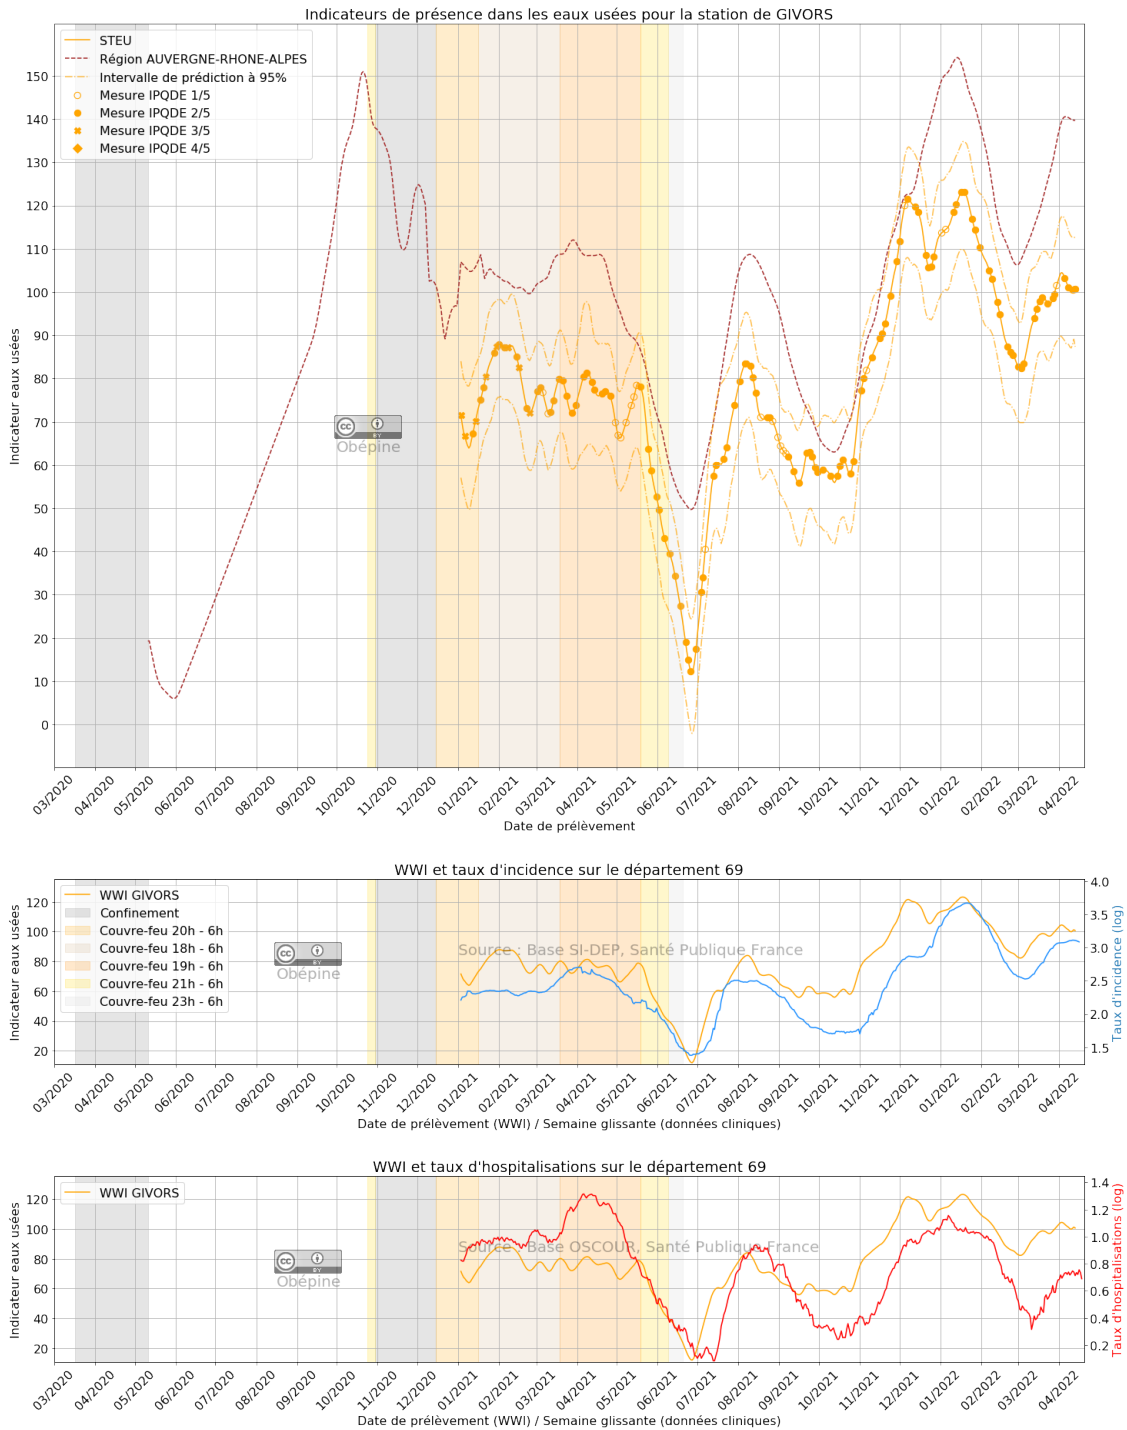 Indicateurs de présence dans les eaux usées pour la station de GIVORS
STEU
Région AUVERGNE-RHONE-ALPES
Intervalle de prédiction à 95%
Mesure IPQDE 1/5
Mesure IPQDE 2/5
Mesure IPQDE 3/5
Mesure IPQDE 4/5
Indicateur eaux usées
150
140
130
120
110
100
90
80
70
60
50
40
30
20
10
0
cc BY
Obépine
03/2020 04/2020 05/2020 06/2020 07/2020 08/2020 09/2020 10/2020 11/2020 12/2020 01/2021 02/2021 03/2021 04/2021 05/2021 06/2021 07/2021 08/2021 09/2021 10/2021 11/2021 12/2021 01/2022 02/2022 03/2022 04/2022
Date de prélèvement
WWI et taux d'incidence sur le département 69
WWI GIVORS
Confinement
Couvre-feu 20h - 6h
Couvre-feu 18h - 6h
Couvre-feu 19h - 6h
Couvre-feu 21h - 6h
Couvre-feu 23h - 6h
Indicateur eaux usées
120
100
80
60
40
20
cc BY
Obépine
Source : Base SI-DEP, Santé Publique France
4.0
3.5
3.0
2.5
2.0
1.5
Taux d'incidence (log)
03/2020 04/2020 05/2020 06/2020 07/2020 08/2020 09/2020 10/2020 11/2020 12/2020 01/2021 02/2021 03/2021 04/2021 05/2021 06/2021 07/2021 08/2021 09/2021 10/2021 11/2021 12/2021 01/2022 02/2022 03/2022 04/2022
Date de prélèvement (WWI) / Semaine glissante (données cliniques)
WWI et taux d'hospitalisations sur le département 69
WWI GIVORS
Indicateur eaux usées
120
100
80
60
40
20
cc BY
Obépine
Source : Base OSCOUR, Santé Publique France
1.4
1.2
1.0
0.8
0.6
0.4
0.2
Taux d'hospitalisations (log)
03/2020 04/2020 05/2020 06/2020 07/2020 08/2020 09/2020 10/2020 11/2020 12/2020 01/2021 02/2021 03/2021 04/2021 05/2021 06/2021 07/2021 08/2021 09/2021 10/2021 11/2021 12/2021 01/2022 02/2022 03/2022 04/2022
Date de prélèvement (WWI) / Semaine glissante (données cliniques)